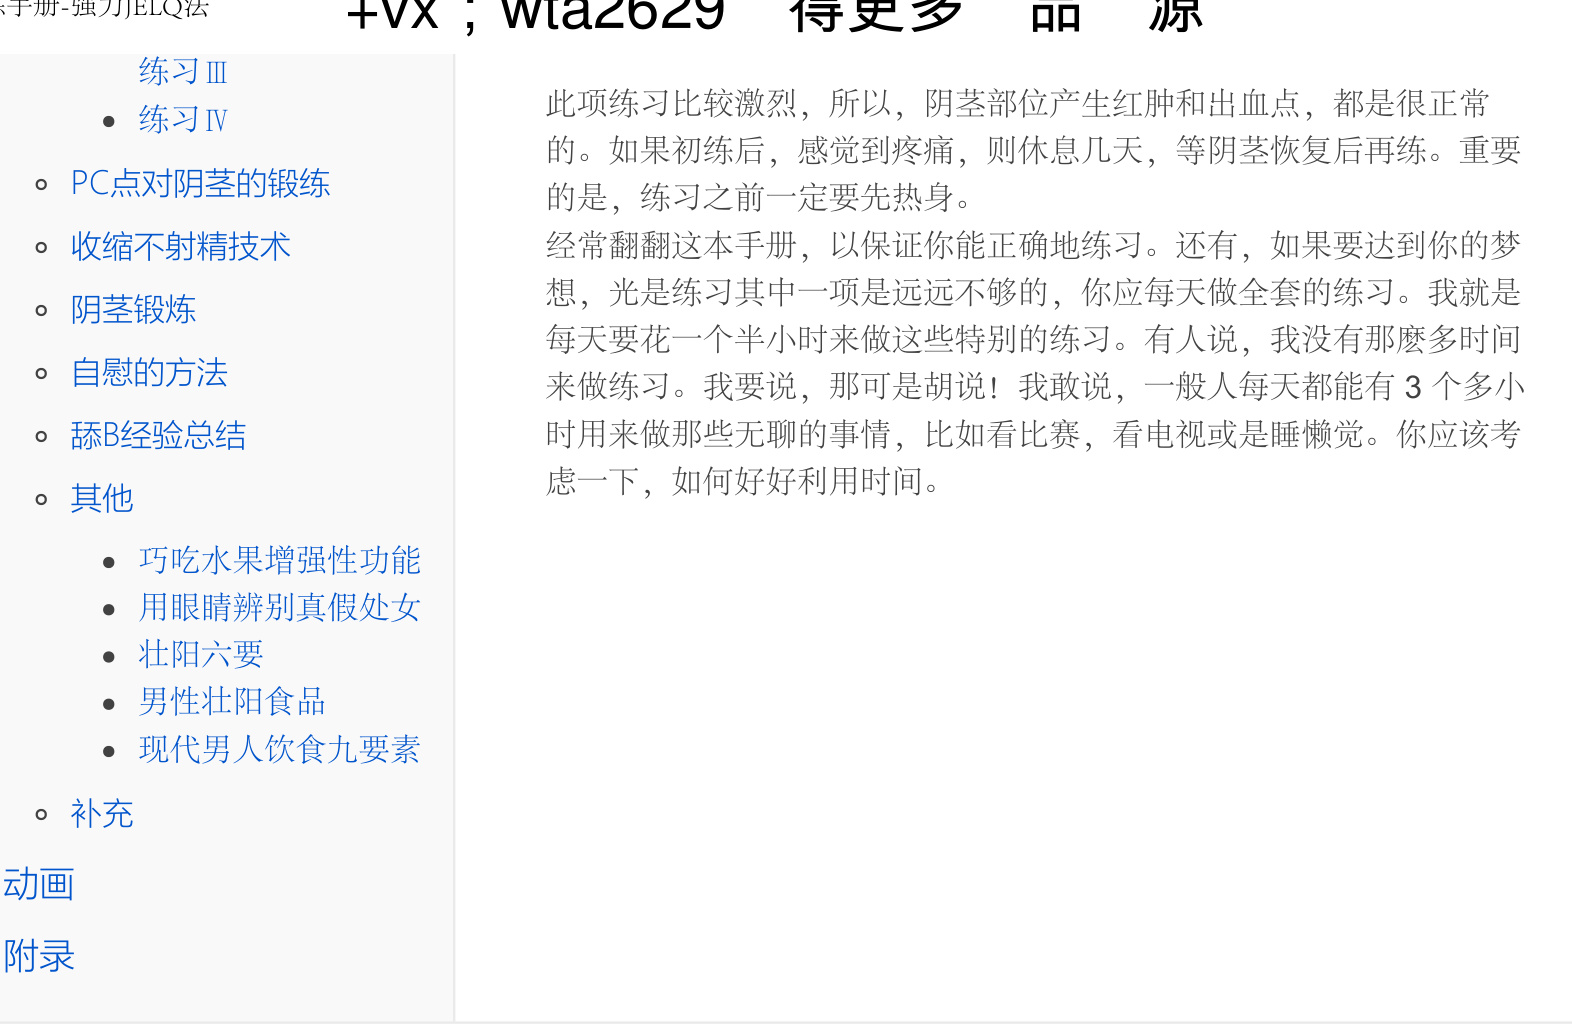 手册-强力JELQ法
+vx；wta2629 得更多 品 源
练习Ⅲ
练习Ⅳ
PC点对阴茎的锻练
收缩不射精技术
阴茎锻炼
自慰的方法
舔B经验总结
其他
巧吃水果增强性功能
用眼睛辨别真假处女
壮阳六要
男性壮阳食品
现代男人饮食九要素
补充
动画
附录
此项练习比较激烈，所以，阴茎部位产生红肿和出血点，都是很正常
的。如果初练后，感觉到疼痛，则休息几天，等阴茎恢复后再练。重要
的是，练习之前一定要先热身。
经常翻翻这本手册，以保证你能正确地练习。还有，如果要达到你的梦
想，光是练习其中一项是远远不够的，你应每天做全套的练习。我就是
每天要花一个半小时来做这些特别的练习。有人说，我没有那麽多时间
来做练习。我要说，那可是胡说！我敢说，一般人每天都能有 3 个多小
时用来做那些无聊的事情，比如看比赛，看电视或是睡懒觉。你应该考
虑一下，如何好好利用时间。